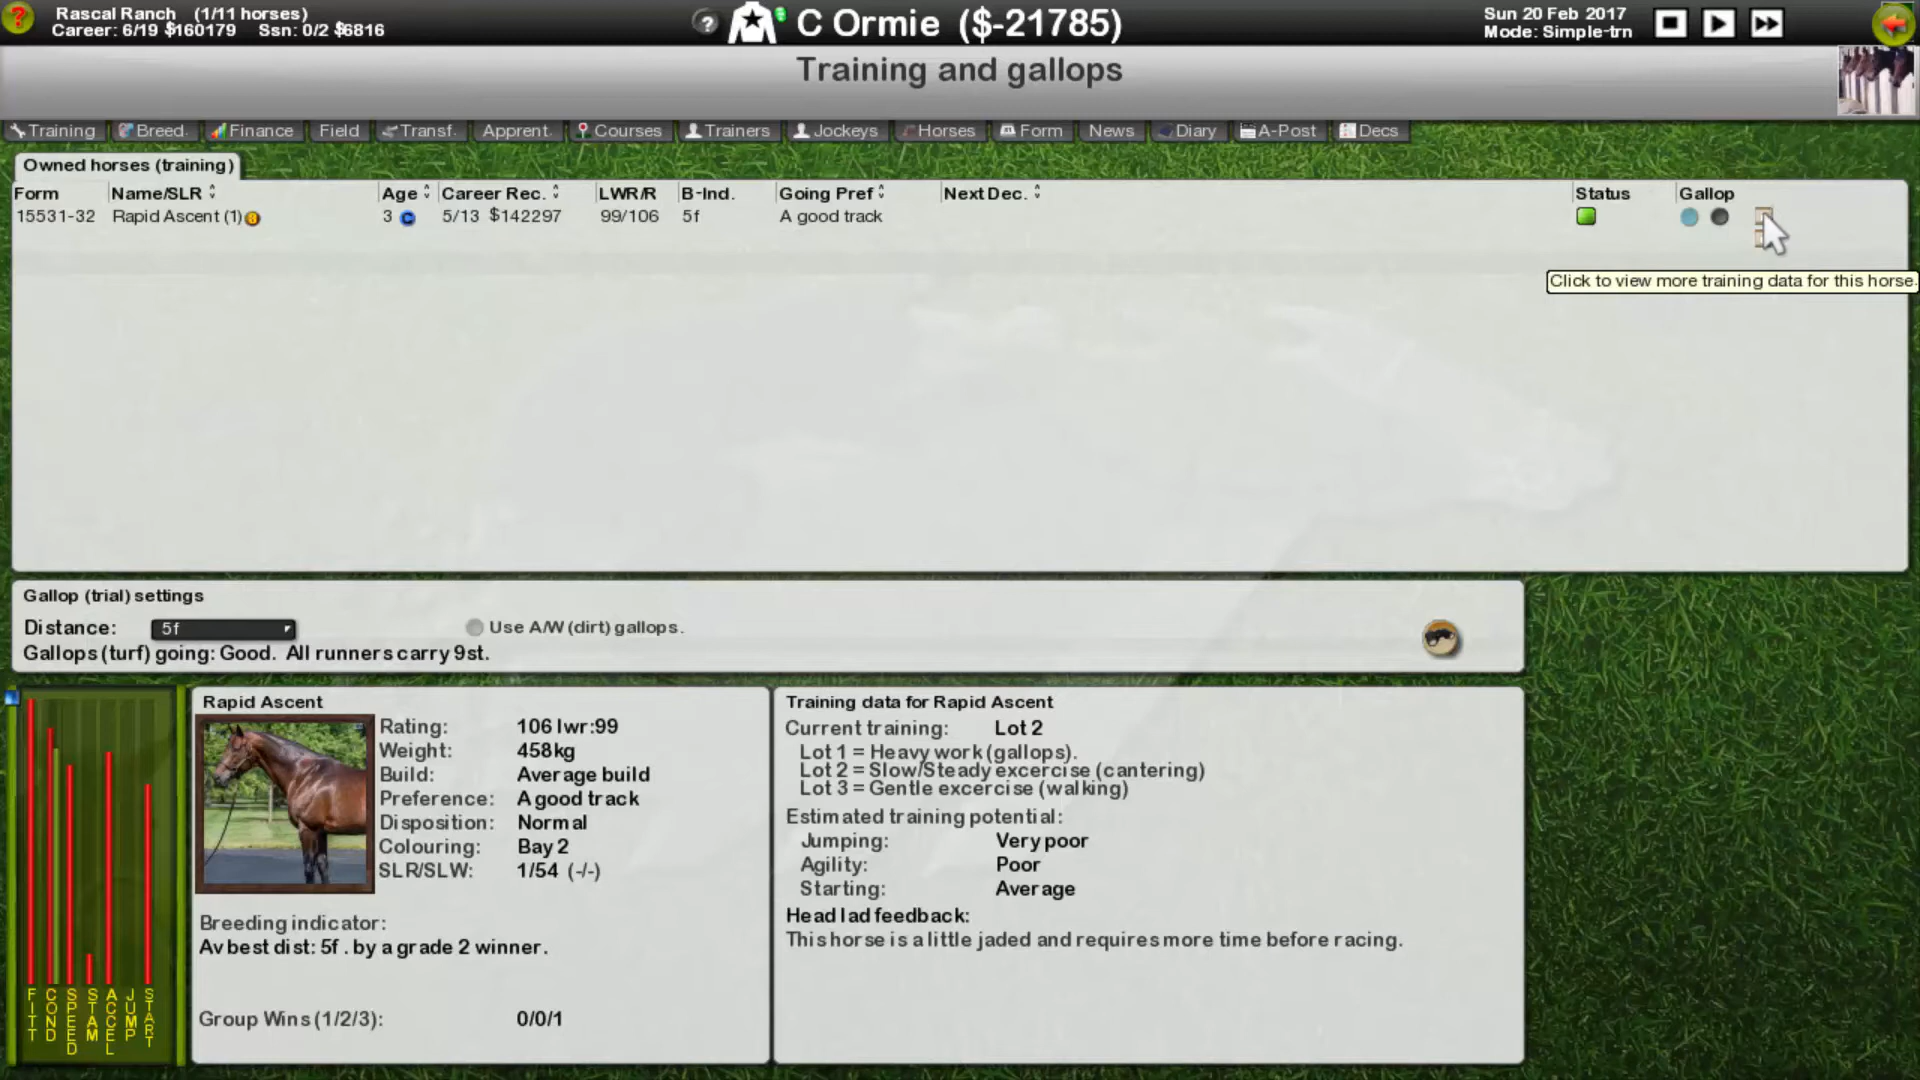 Rascal Ranch (1/11 horses)
Career: 6/19 $160179 Ssn: 0/2 $6816
C Ormie ($-21785)
Sun 20 Feb 2017
Mode: Simple-trn
Training and gallops
Training Breed. Finance Field Transf. Apprent. Courses Trainers Jockeys Horses Form News Diary A-Post Decs
Owned horses (training)
Form Name/SLR Age Career Rec. LWR/R B-Ind. Going Pref Next Dec. Status Gallop
15531-32 Rapid Ascent (1) 3 3 C 5/13 $142297 99/106 5f A good track
Click to view more training data for this horse.
Gallop (trial) settings
Distance: 5f Use A/W (dirt) gallops.
Gallops (turf) going: Good. All runners carry 9st.
FITT
COND
SPEED
STAM
ACCEL
JUMP
START
Rapid Ascent
Rating: 106 lwr:99
Weight: 458kg
Build: Average build
Preference: A good track
Disposition: Normal
Colouring: Bay 2
SLR/SLW: 1/54 (-/-)
Breeding indicator:
Av best dist: 5f . by a grade 2 winner.
Group Wins (1/2/3): 0/0/1
Training data for Rapid Ascent
Current training: Lot 2
Lot 1 = Heavy work (gallops).
Lot 2 = Slow/Steady excercise (cantering)
Lot 3 = Gentle excercise (walking)
Estimated training potential:
Jumping: Very poor
Agility: Poor
Starting: Average
Head lad feedback:
This horse is a little jaded and requires more time before racing.